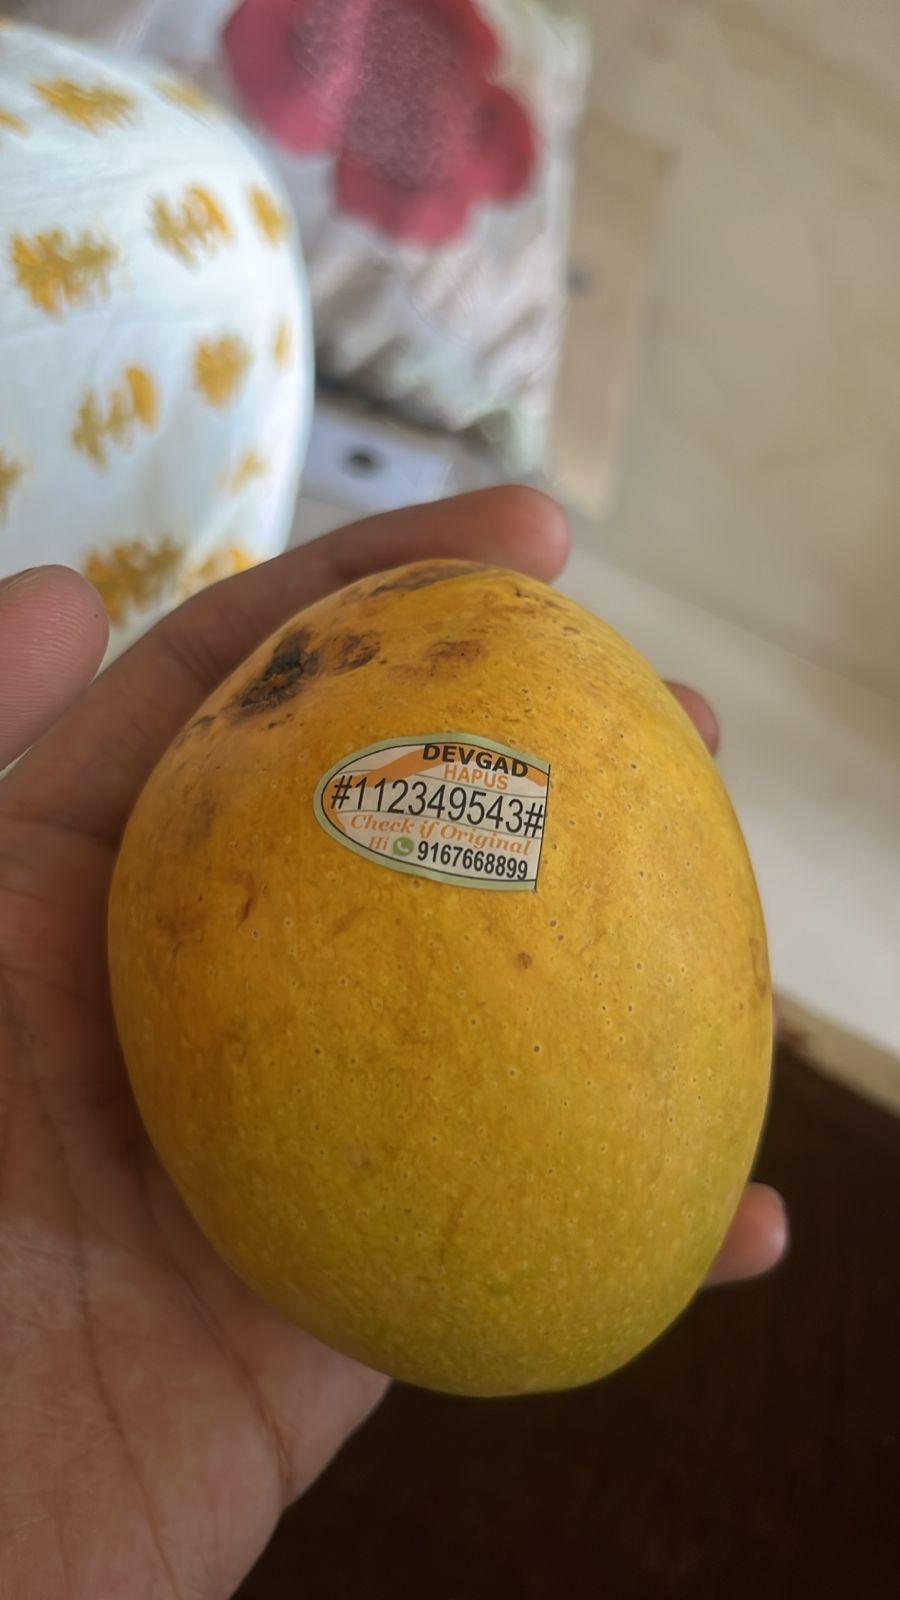 DEVGAD
HAPUS
#112349543#
Check if Original
Hi 9167668899